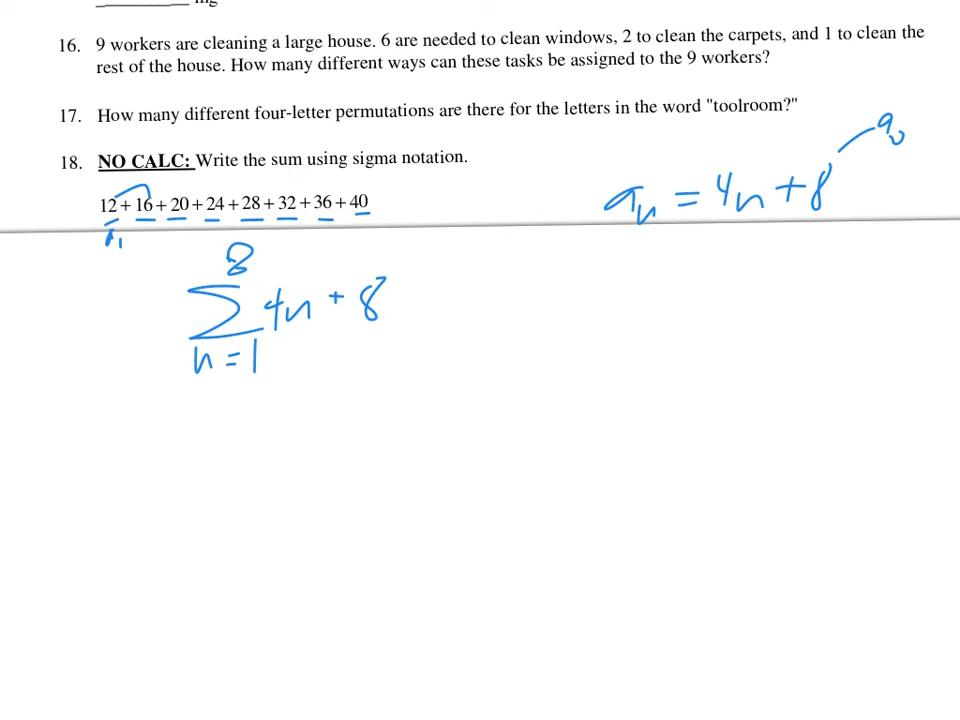 16. 9 workers are cleaning a large house. 6 are needed to clean windows, 2 to clean the carpets, and 1 to clean the
rest of the house. How many different ways can these tasks be assigned to the 9 workers?
17. How many different four-letter permutations are there for the letters in the word "toolroom?"
18. NO CALC: Write the sum using sigma notation.
12 + 16 + 20 + 24 + 28 + 32 + 36 + 40
aₙ = 4n + 8
a₀
8
∑ 4n + 8
n = 1